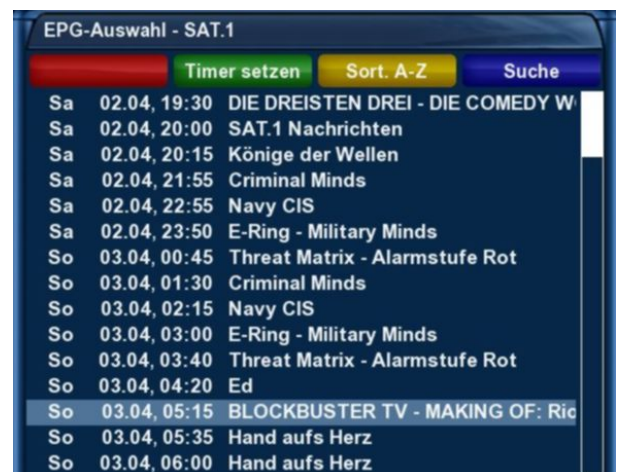 EPG-Auswahl - SAT.1
Timer setzen Sort. A-Z Suche
Sa 02.04, 19:30 DIE DREISTEN DREI - DIE COMEDY
Sa 02.04, 20:00 SAT.1 Nachrichten
Sa 02.04, 20:15 Könige der Wellen
Sa 02.04, 21:55 Criminal Minds
Sa 02.04, 22:55 Navy CIS
Sa 02.04, 23:50 E-Ring - Military Minds
So 03.04, 00:45 Threat Matrix - Alarmstufe Rot
So 03.04, 01:30 Criminal Minds
So 03.04, 02:15 Navy CIS
So 03.04, 03:00 E-Ring - Military Minds
So 03.04, 03:40 Threat Matrix - Alarmstufe Rot
So 03.04, 04:20 Ed
So 03.04, 05:15 BLOCKBUSTER TV - MAKING OF:
So 03.04, 05:35 Hand aufs Herz
So 03.04, 06:00 Hand aufs Herz